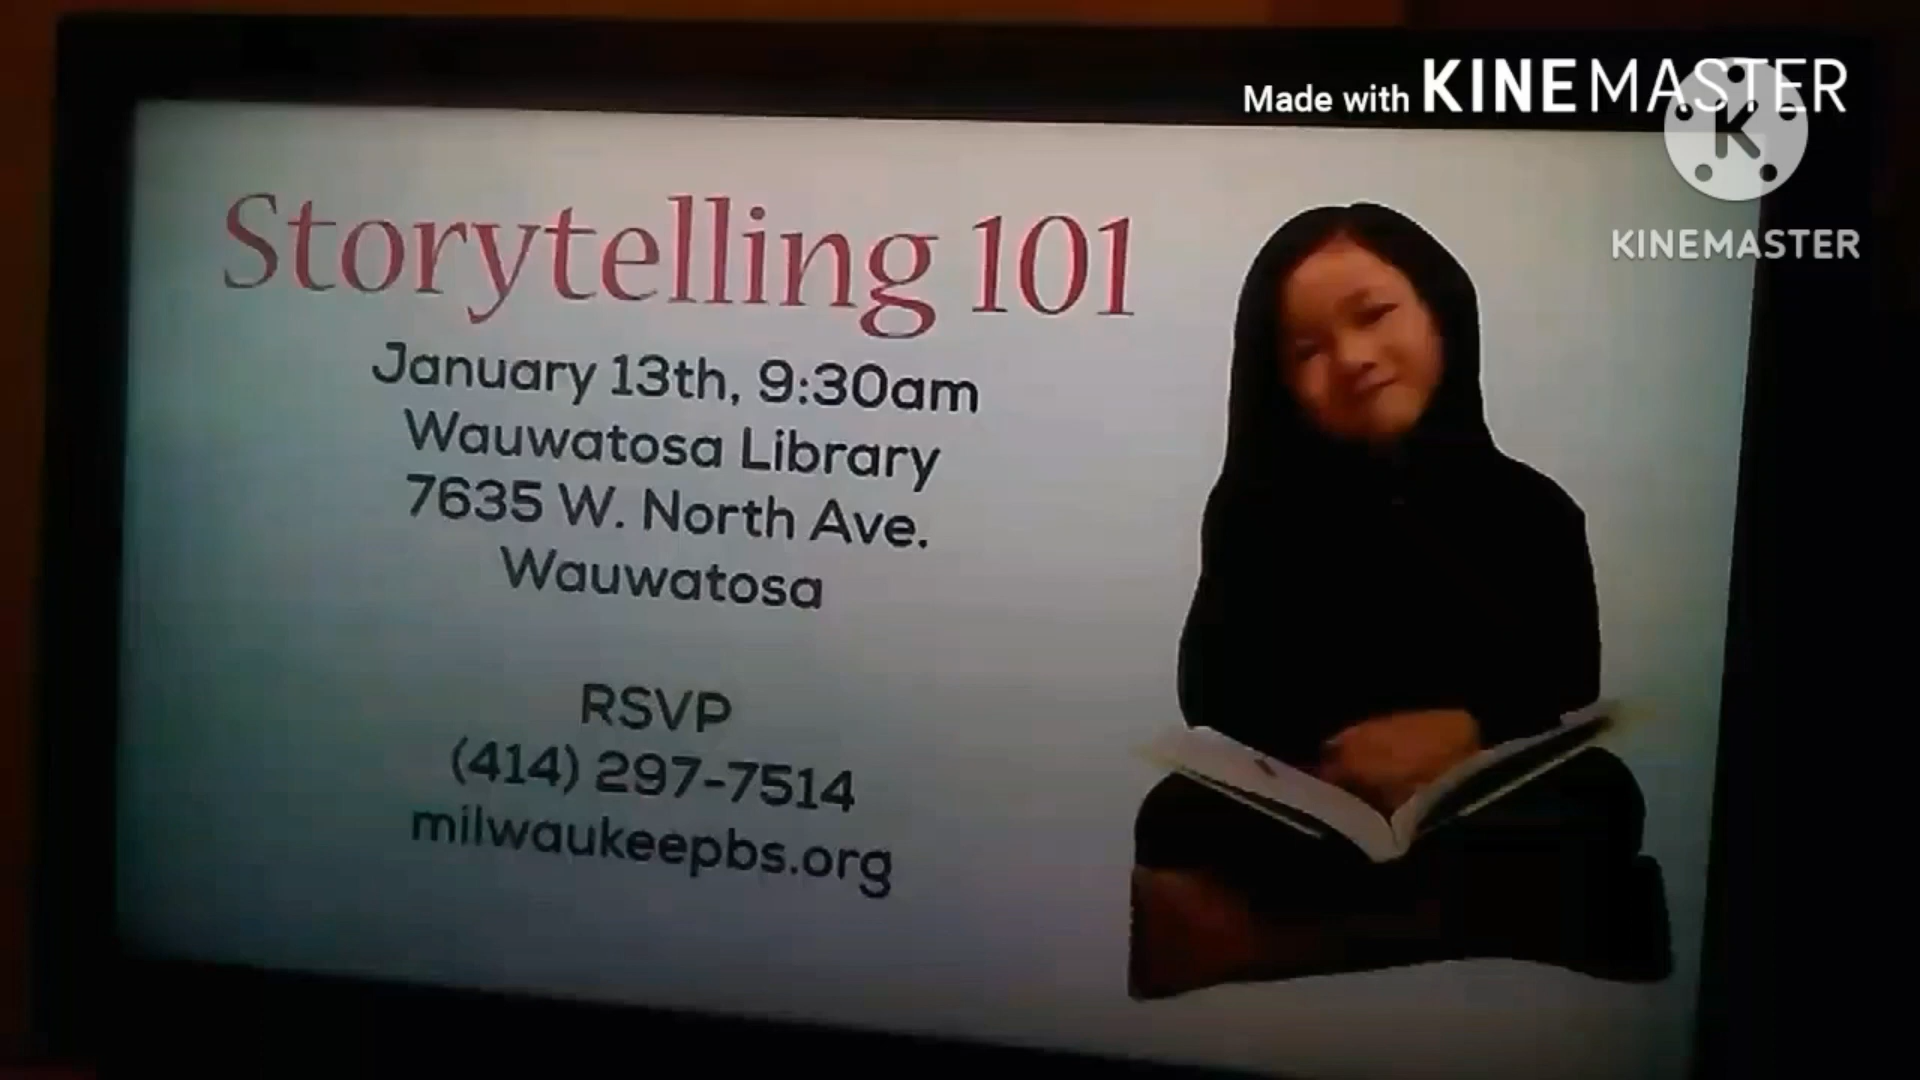 Made with KINEMASTER
K
KINEMASTER
Storytelling 101
January 13th, 9:30am
Wauwatosa Library
7635 W. North Ave.
Wauwatosa
RSVP
(414) 297-7514
milwaukeepbs.org